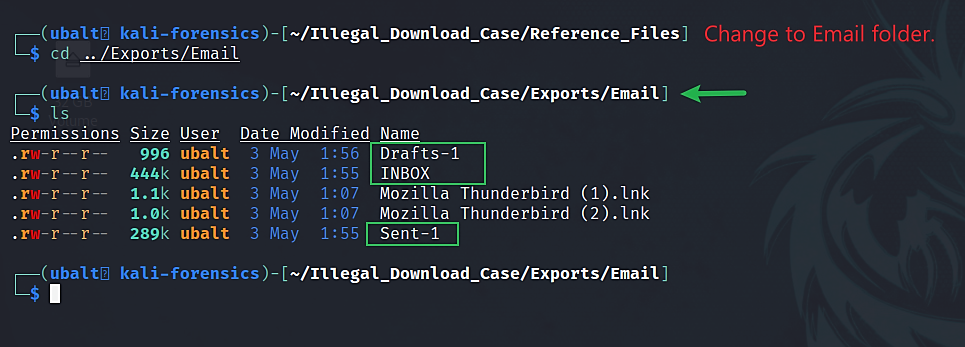 (ubalt kali-forensics)-[~/Illegal_Download_Case/Reference_Files] Change to Email folder.
$ cd ../Exports/Email
(ubalt kali-forensics)-[~/Illegal_Download_Case/Exports/Email]
$ ls
Permissions Size User Date Modified Name
.rw-r--r-- 996 ubalt 3 May 1:56 Drafts-1
.rw-r--r-- 444k ubalt 3 May 1:55 INBOX
.rw-r--r-- 1.1k ubalt 3 May 1:07 Mozilla Thunderbird (1).lnk
.rw-r--r-- 1.0k ubalt 3 May 1:07 Mozilla Thunderbird (2).lnk
.rw-r--r-- 289k ubalt 3 May 1:55 Sent-1
(ubalt kali-forensics)-[~/Illegal_Download_Case/Exports/Email]
$